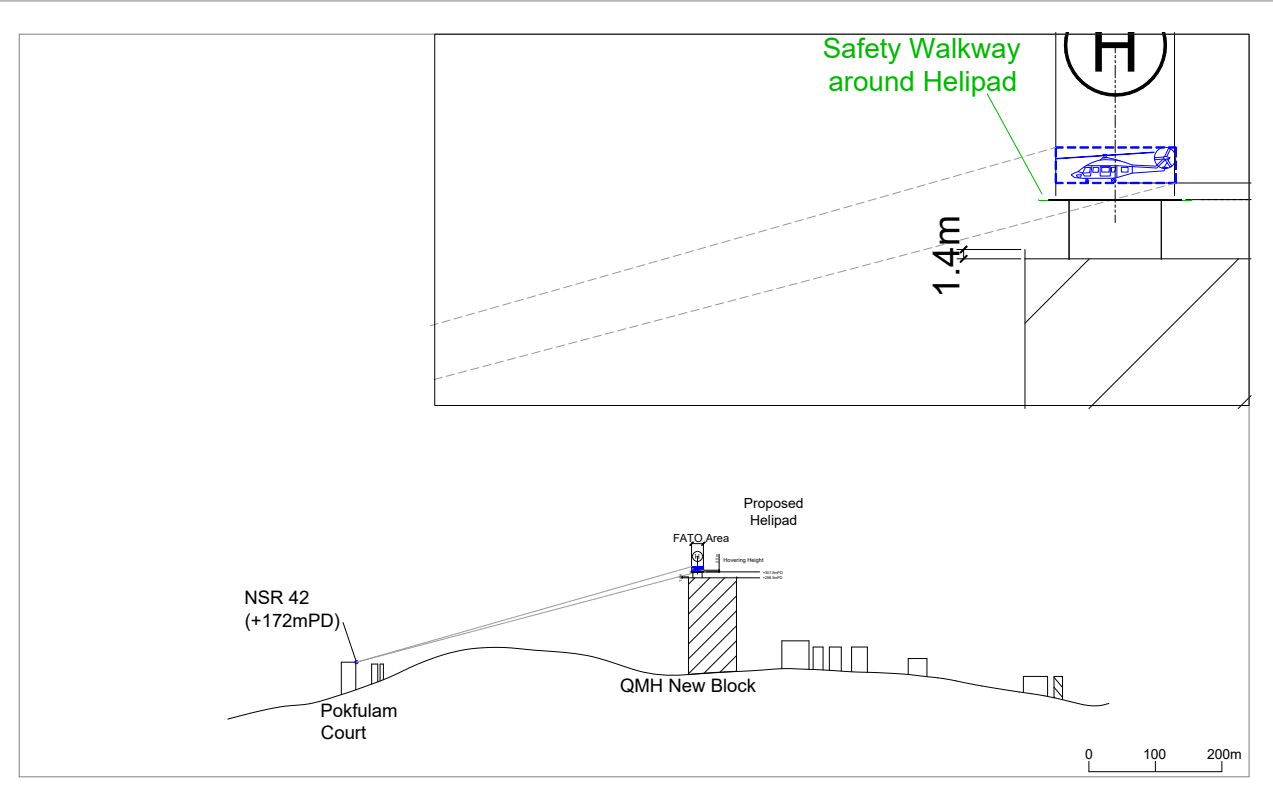 Safety Walkway
around Helipad
H
1.4m
Proposed
Helipad
FATO Area
H
Hovering Height
NSR 42
(+172mPD)
QMH New Block
Pokfulam
Court
0 100 200m